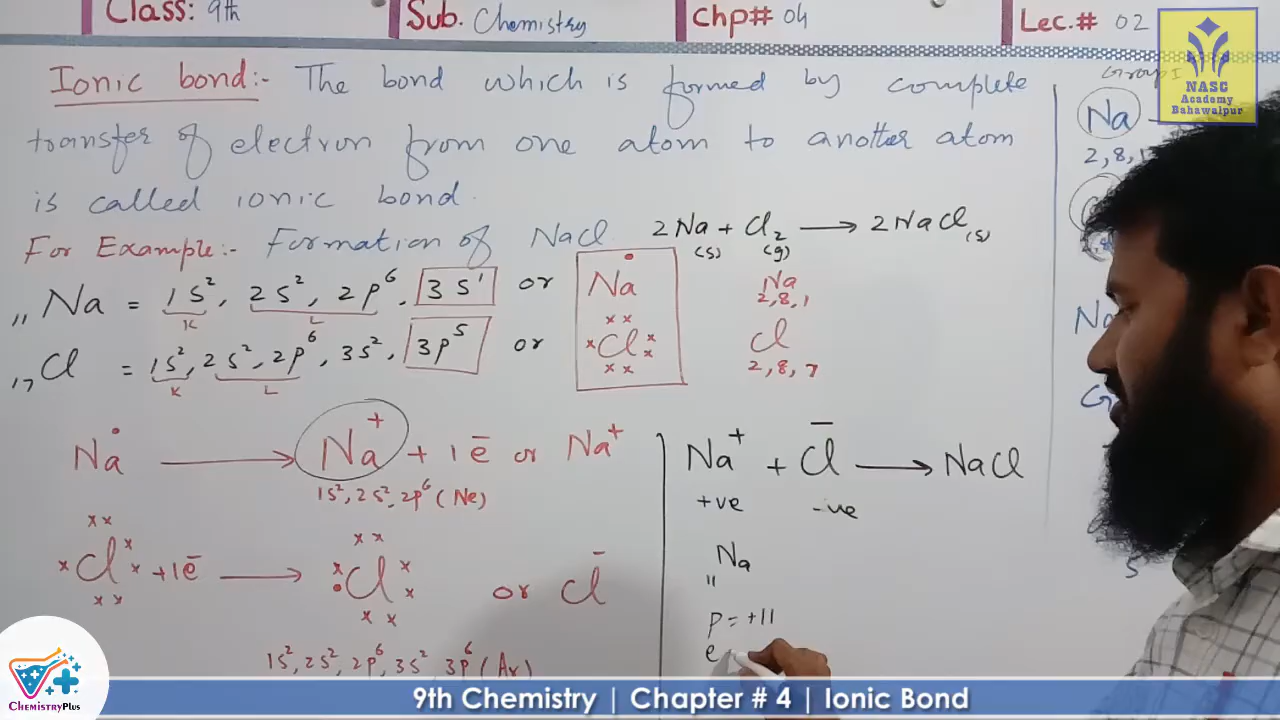 Class: 9th
Sub. Chemistry
Chp# 04
Lec.# 02
NASC
Academy
Bahawalpur
Ionic bond:- The bond which is formed by complete
transfer of electron from one atom to another atom
is called ionic bond.
For Example:- Formation of NaCl 2Na(s) + Cl₂(g) → 2NaCl(s)
₁₁Na = 1s², 2s², 2p⁶, 3s¹ or Na•
K L
Na
2,8,1
₁₇Cl = 1s², 2s², 2p⁶, 3s², 3p⁵ or Cl
K L
Cl
2,8,7
Na• → Na⁺ + 1ē or Na⁺
1s², 2s², 2p⁶ (Ne)
Cl + 1ē → Cl or Cl⁻
1s², 2s², 2p⁶, 3s², 3p⁶ (Ar)
Na⁺ + Cl⁻ → NaCl
+ve -ve
₁₁Na
P = +11
e
Group I
Na
2,8,1
Na
ChemistryPlus
9th Chemistry | Chapter # 4 | Ionic Bond